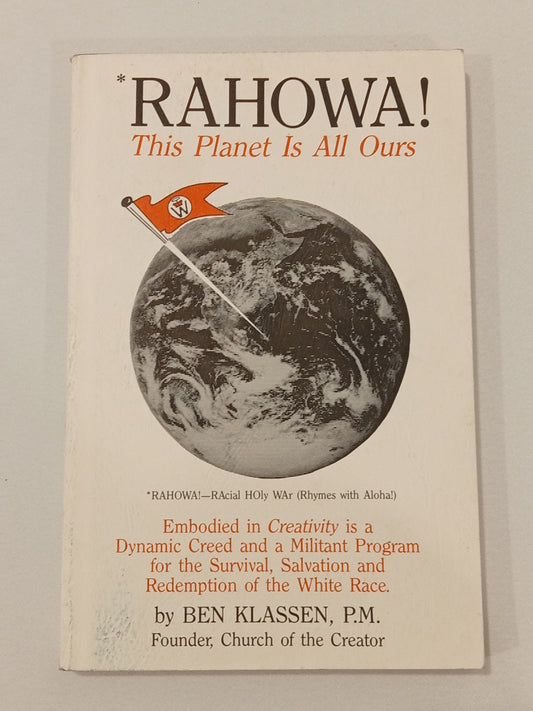 *RAHOWA!
This Planet Is All Ours
W
*RAHOWA!—RAcial HOly WAr (Rhymes with Aloha!)
Embodied in Creativity is a
Dynamic Creed and a Militant Program
for the Survival, Salvation and
Redemption of the White Race.
by BEN KLASSEN, P.M.
Founder, Church of the Creator